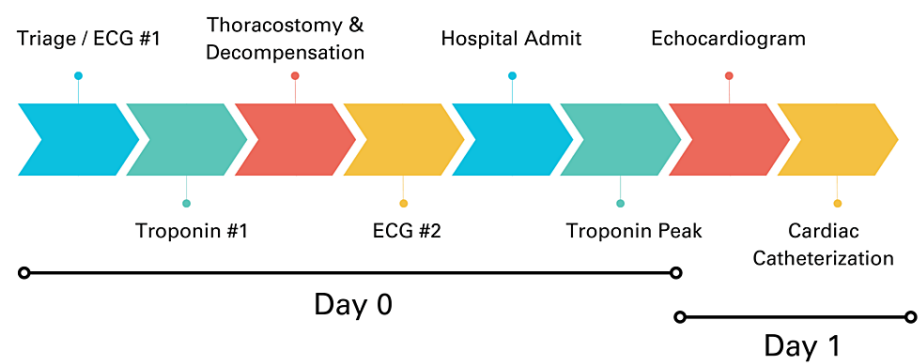 Triage / ECG #1
Thoracostomy &
Decompensation
Hospital Admit
Echocardiogram
Troponin #1
ECG #2
Troponin Peak
Cardiac
Catheterization
Day 0
Day 1